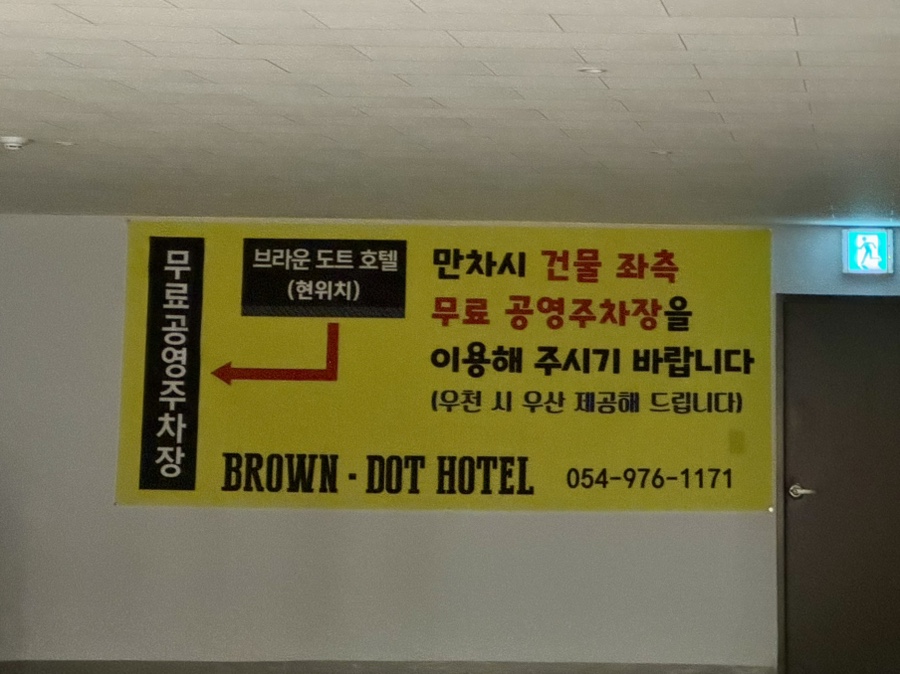 무료공영주차장
브라운 도트 호텔
(현위치)
만차시 건물 좌측
무료 공영주차장을
이용해 주시기 바랍니다
(우천 시 우산 제공해 드립니다)
BROWN - DOT HOTEL
054-976-1171